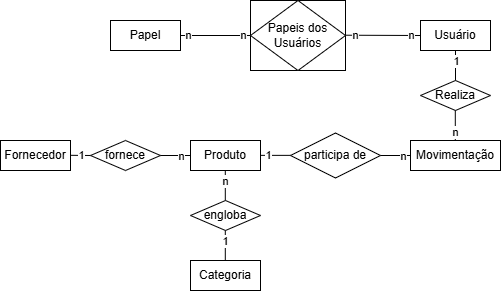 Papel
n
n
Papeis dos
Usuários
n
n
Usuário
1
Realiza
n
Fornecedor
1
fornece
n
Produto
1
participa de
n
Movimentação
n
engloba
1
Categoria